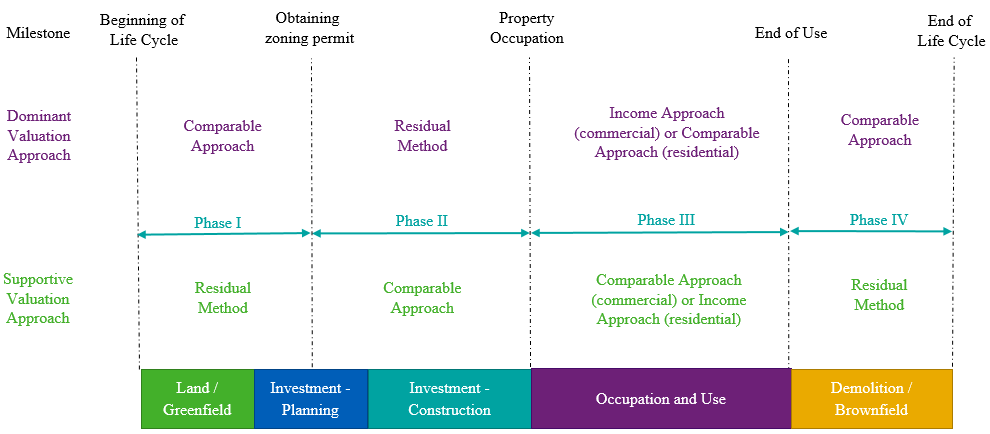 Milestone
Beginning of
Life Cycle
Obtaining
zoning permit
Property
Occupation
End of Use
End of
Life Cycle
Dominant
Valuation
Approach
Comparable
Approach
Residual
Method
Income Approach
(commercial) or Comparable
Approach (residential)
Comparable
Approach
Phase I
Phase II
Phase III
Phase IV
Supportive
Valuation
Approach
Residual
Method
Comparable
Approach
Comparable Approach
(commercial) or Income
Approach (residential)
Residual
Method
Land /
Greenfield
Investment -
Planning
Investment -
Construction
Occupation and Use
Demolition /
Brownfield